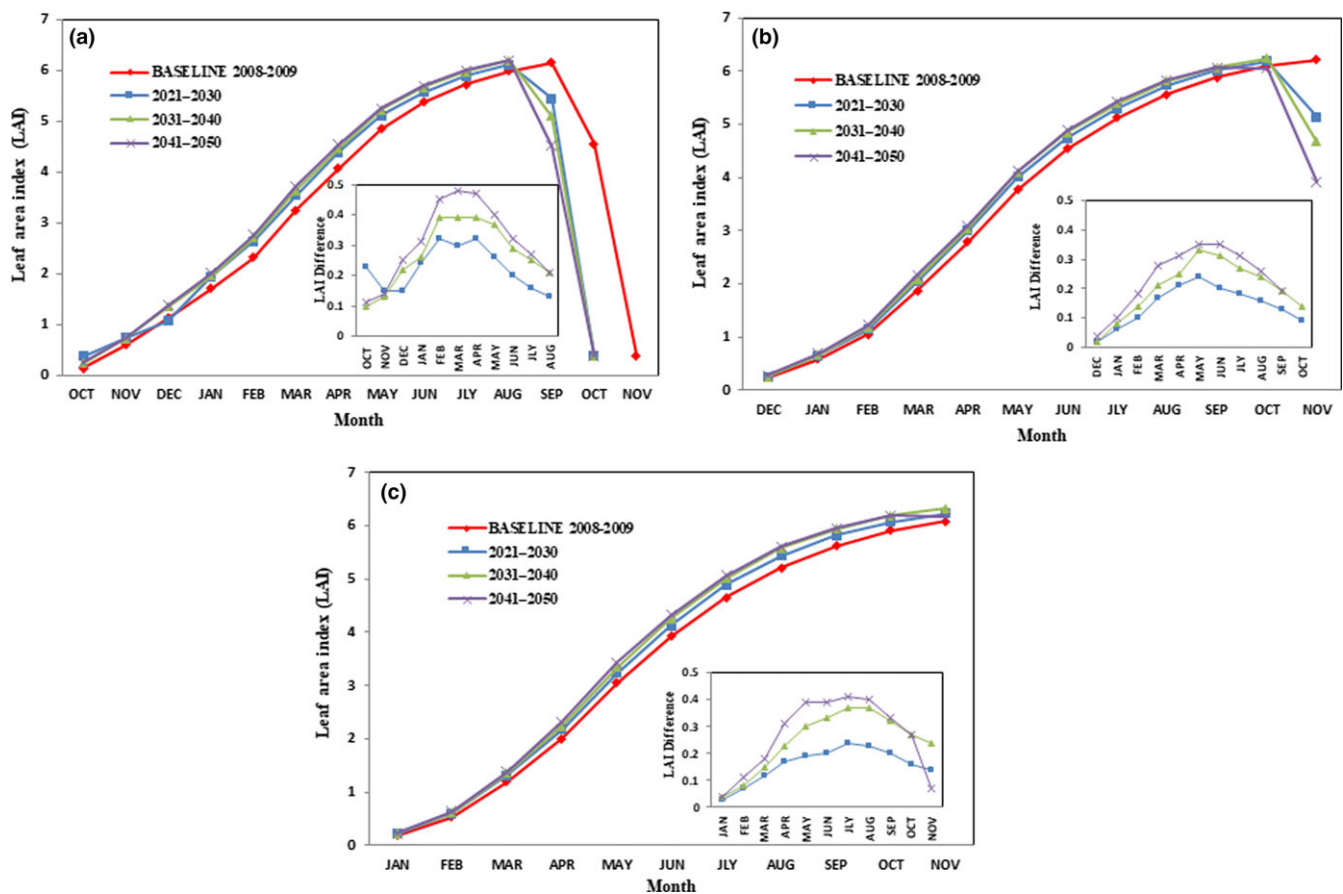 (a)
Leaf area index (LAI)
7
6
5
4
3
2
1
0
BASELINE 2008-2009
2021–2030
2031–2040
2041–2050
LAI Difference
0.5
0.4
0.3
0.2
0.1
0
OCT NOV DEC JAN FEB MAR APR MAY JUN JLY AUG
OCT NOV DEC JAN FEB MAR APR MAY JUN JLY AUG SEP OCT NOV
Month
(b)
Leaf area index (LAI)
7
6
5
4
3
2
1
0
BASELINE 2008-2009
2021–2030
2031–2040
2041–2050
LAI Difference
0.5
0.4
0.3
0.2
0.1
0
DEC JAN FEB MAR APR MAY JUN JLY AUG SEP OCT
DEC JAN FEB MAR APR MAY JUN JLY AUG SEP OCT NOV
Month
(c)
Leaf area index (LAI)
7
6
5
4
3
2
1
0
BASELINE 2008-2009
2021–2030
2031–2040
2041–2050
LAI Difference
0.5
0.4
0.3
0.2
0.1
0
JAN FEB MAR APR MAY JUN JLY AUG SEP OCT NOV
JAN FEB MAR APR MAY JUN JLY AUG SEP OCT NOV
Month